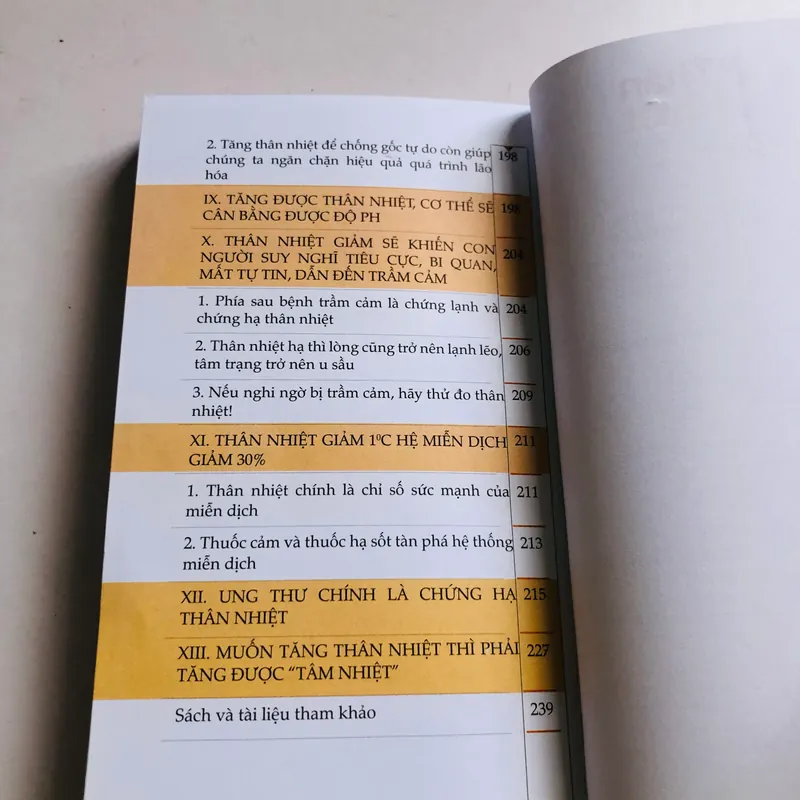 2. Tăng thân nhiệt để chống gốc tự do còn giúp 198
chúng ta ngăn chặn hiệu quả quá trình lão
hóa
IX. TĂNG ĐƯỢC THÂN NHIỆT, CƠ THỂ SẼ 198
CÂN BẰNG ĐƯỢC ĐỘ PH
X. THÂN NHIỆT GIẢM SẼ KHIẾN CON
NGƯỜI SUY NGHĨ TIÊU CỰC, BI QUAN, 204
MẤT TỰ TIN, DẪN ĐẾN TRẦM CẢM
1. Phía sau bệnh trầm cảm là chứng lạnh và 204
chứng hạ thân nhiệt
2. Thân nhiệt hạ thì lòng cũng trở nên lạnh lẽo, 206
tâm trạng trở nên u sầu
3. Nếu nghi ngờ bị trầm cảm, hãy thử đo thân 209
nhiệt!
XI. THÂN NHIỆT GIẢM 1⁰C HỆ MIỄN DỊCH 211
GIẢM 30%
1. Thân nhiệt chính là chỉ số sức mạnh của 211
miễn dịch
2. Thuốc cảm và thuốc hạ sốt tàn phá hệ thống 213
miễn dịch
XII. UNG THƯ CHÍNH LÀ CHỨNG HẠ 215
THÂN NHIỆT
XIII. MUỐN TĂNG THÂN NHIỆT THÌ PHẢI 227
TĂNG ĐƯỢC “TÂM NHIỆT”
Sách và tài liệu tham khảo 239